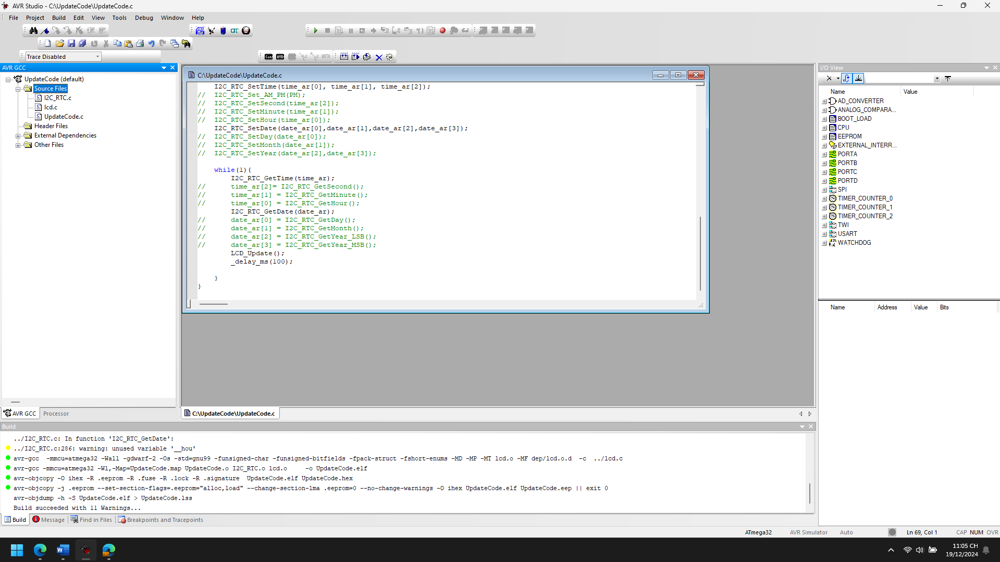 AVR Studio - C:\UpdateCode\UpdateCode.c
File Project Build Edit View Tools Debug Window Help
Trace Disabled
Con AVR AUTO
AVR GCC
UpdateCode (default)
Source Files
I2C_RTC.c
lcd.c
UpdateCode.c
Header Files
External Dependencies
Other Files
AVR GCC Processor
C:\UpdateCode\UpdateCode.c
I2C_RTC_SetTime(time_ar[0], time_ar[1], time_ar[2]);
// I2C_RTC_Set_AM_PM(PM);
// I2C_RTC_SetSecond(time_ar[2]);
// I2C_RTC_SetMinute(time_ar[1]);
// I2C_RTC_SetHour(time_ar[0]);
I2C_RTC_SetDate(date_ar[0],date_ar[1],date_ar[2],date_ar[3]);
// I2C_RTC_SetDay(date_ar[0]);
// I2C_RTC_SetMonth(date_ar[1]);
// I2C_RTC_SetYear(date_ar[2],date_ar[3]);
while(1){
I2C_RTC_GetTime(time_ar);
// time_ar[2]= I2C_RTC_GetSecond();
// time_ar[1] = I2C_RTC_GetMinute();
// time_ar[0] = I2C_RTC_GetHour();
I2C_RTC_GetDate(date_ar);
// date_ar[0] = I2C_RTC_GetDay();
// date_ar[1] = I2C_RTC_GetMonth();
// date_ar[2] = I2C_RTC_GetYear_LSB();
// date_ar[3] = I2C_RTC_GetYear_MSB();
LCD_Update();
_delay_ms(100);
}
}
C:\UpdateCode\UpdateCode.c
I/O View
Name Value
AD_CONVERTER
ANALOG_COMPARA...
BOOT_LOAD
CPU
EEPROM
EXTERNAL_INTERR...
PORTA
PORTB
PORTC
PORTD
SPI
TIMER_COUNTER_0
TIMER_COUNTER_1
TIMER_COUNTER_2
TWI
USART
WATCHDOG
Name Address Value Bits
Build
../I2C_RTC.c: In function 'I2C_RTC_GetDate':
../I2C_RTC.c:286: warning: unused variable '__hou'
avr-gcc -mmcu=atmega32 -Wall -gdwarf-2 -Os -std=gnu99 -funsigned-char -funsigned-bitfields -fpack-struct -fshort-enums -MD -MP -MT lcd.o -MF dep/lcd.o.d -c ../lcd.c
avr-gcc -mmcu=atmega32 -Wl,-Map=UpdateCode.map UpdateCode.o I2C_RTC.o lcd.o -o UpdateCode.elf
avr-objcopy -O ihex -R .eeprom -R .fuse -R .lock -R .signature UpdateCode.elf UpdateCode.hex
avr-objcopy -j .eeprom --set-section-flags=.eeprom="alloc,load" --change-section-lma .eeprom=0 --no-change-warnings -O ihex UpdateCode.elf UpdateCode.eep || exit 0
avr-objdump -h -S UpdateCode.elf > UpdateCode.lss
Build succeeded with 11 Warnings...
Build Message Find in Files Breakpoints and Tracepoints
ATmega32 AVR Simulator Auto Ln 69, Col 1 CAP NUM OVR
11:05 CH
19/12/2024